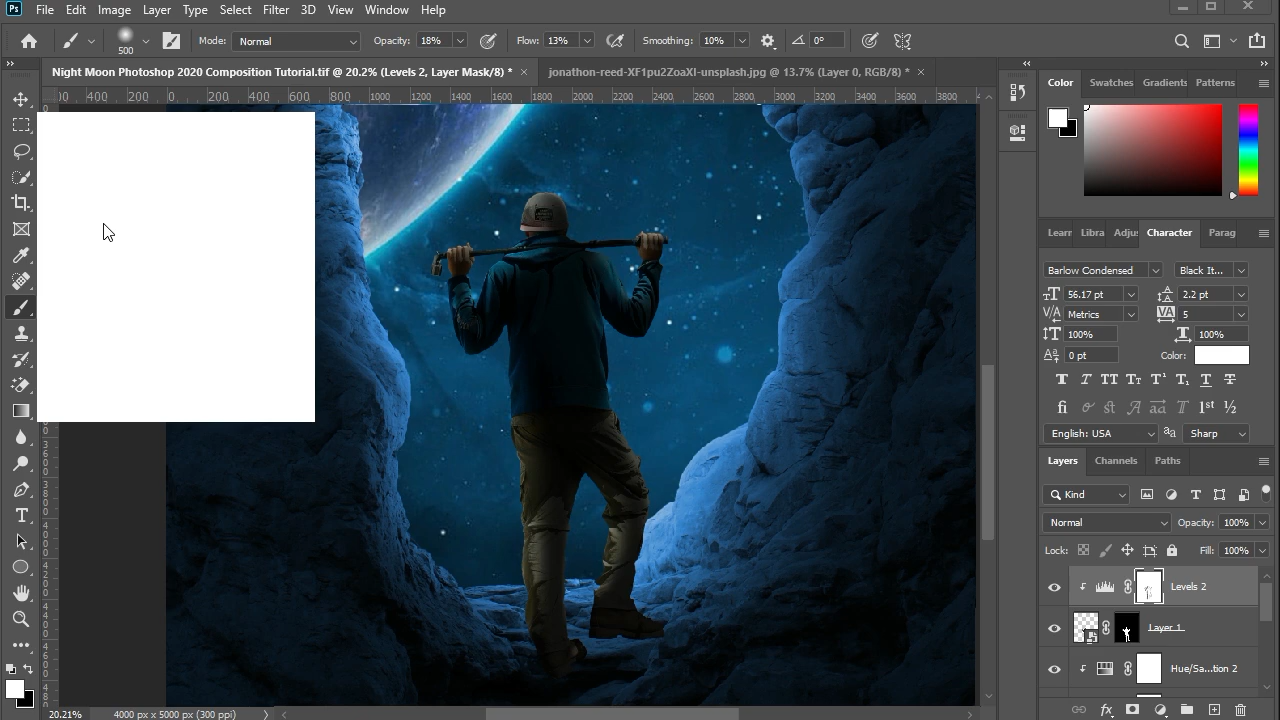 Ps File Edit Image Layer Type Select Filter 3D View Window Help
500 Mode: Normal Opacity: 18% Flow: 13% Smoothing: 10% 0°
Night Moon Photoshop 2020 Composition Tutorial.tif @ 20.2% (Levels 2, Layer Mask/8) * jonathon-reed-XF1pu2ZoaXI-unsplash.jpg @ 13.7% (Layer 0, RGB/8) *
400 200 0 200 400 600 800 1000 1200 1400 1600 1800 2000 2200 2400 2600 2800 3000 3200 3400 3600 3800
Color Swatches Gradients Patterns
Learn Libra Adjus Character Parag
Barlow Condensed Black It...
56.17 pt 2.2 pt
Metrics 5
100% 100%
0 pt Color:
English: USA Sharp
Layers Channels Paths
Kind
Normal Opacity: 100%
Lock: Fill: 100%
Levels 2
Layer 1
Hue/Sa...tion 2
20.21% 4000 px x 5000 px (300 ppi)